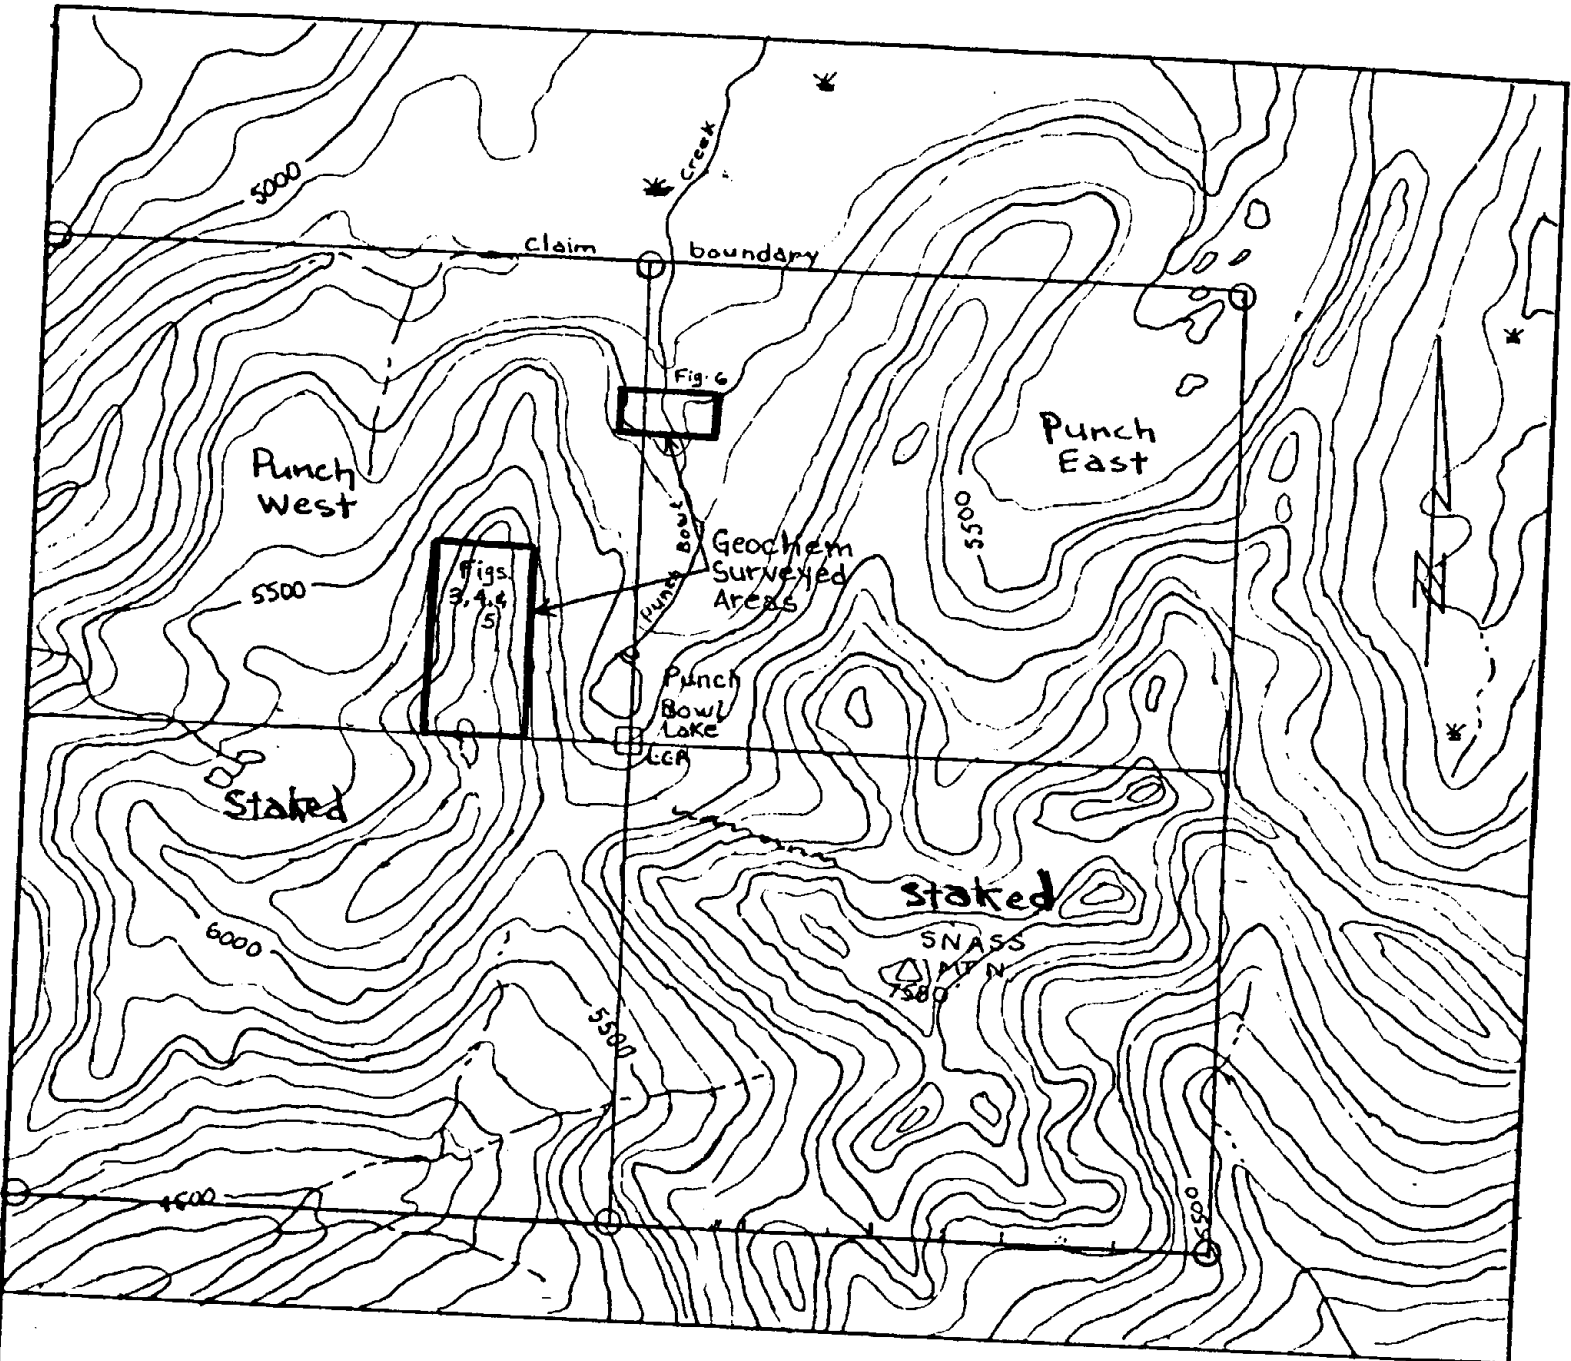 Creek
5000
Claim boundary
Fig. 6
Punch
West
Punch
East
5500
5500
Punch Bowl
Geochem
Surveyed
Areas
Figs.
3, 4, &
5
Punch
Bowl
Lake
LCR
Staked
Staked
SNASS
MTN.
7580
6000
5500
4500
5500
N